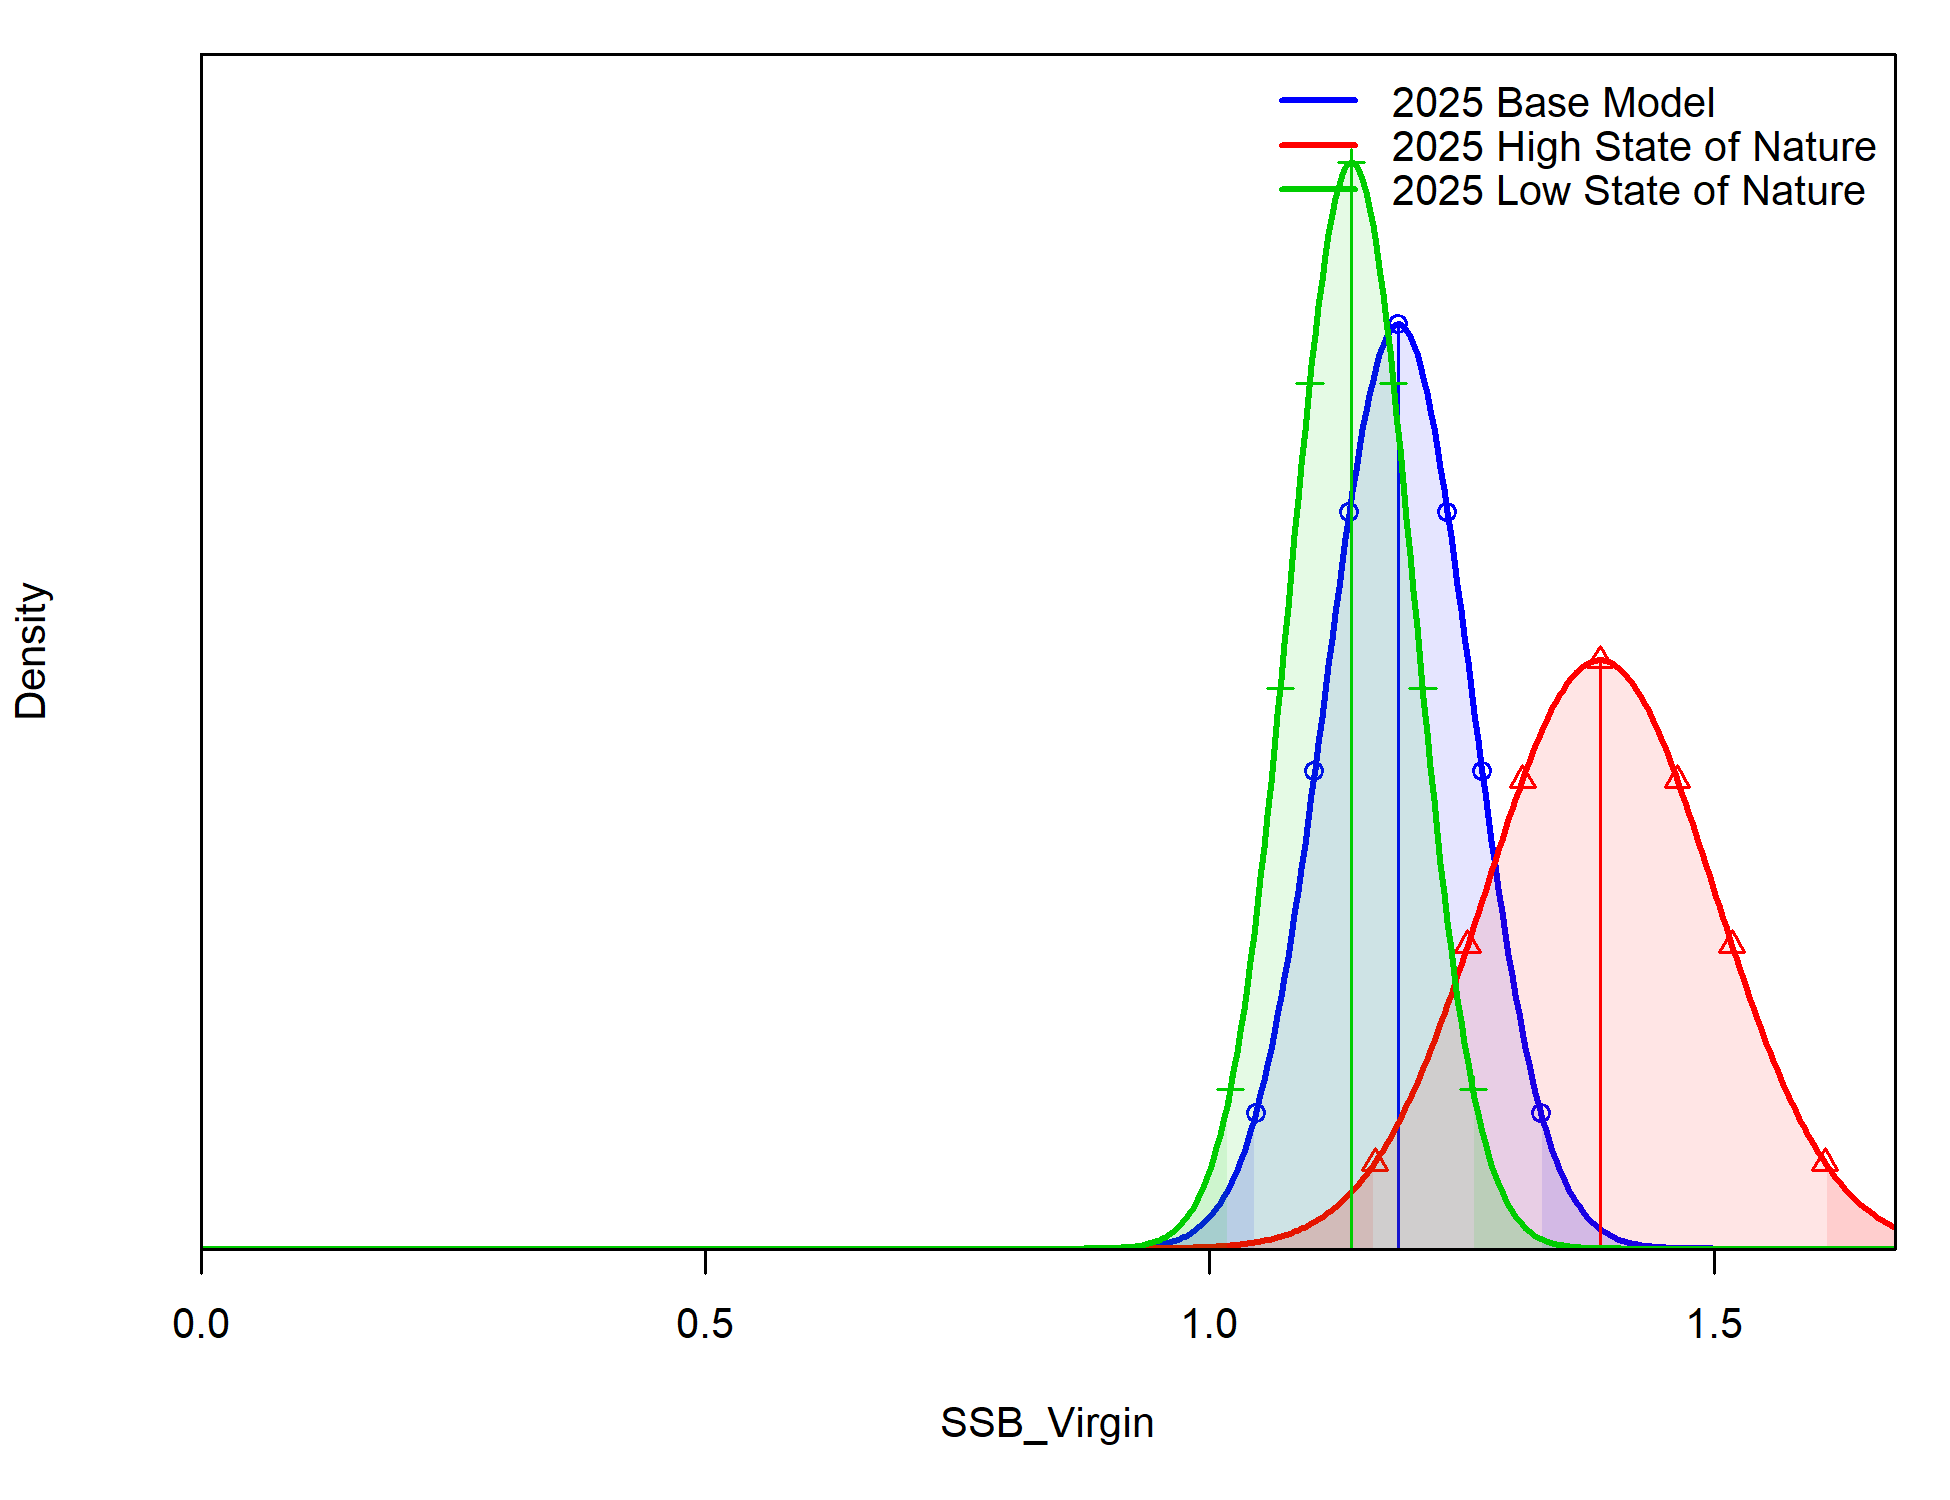 2025 Base Model
2025 High State of Nature
2025 Low State of Nature
Density
0.0 0.5 1.0 1.5
SSB_Virgin